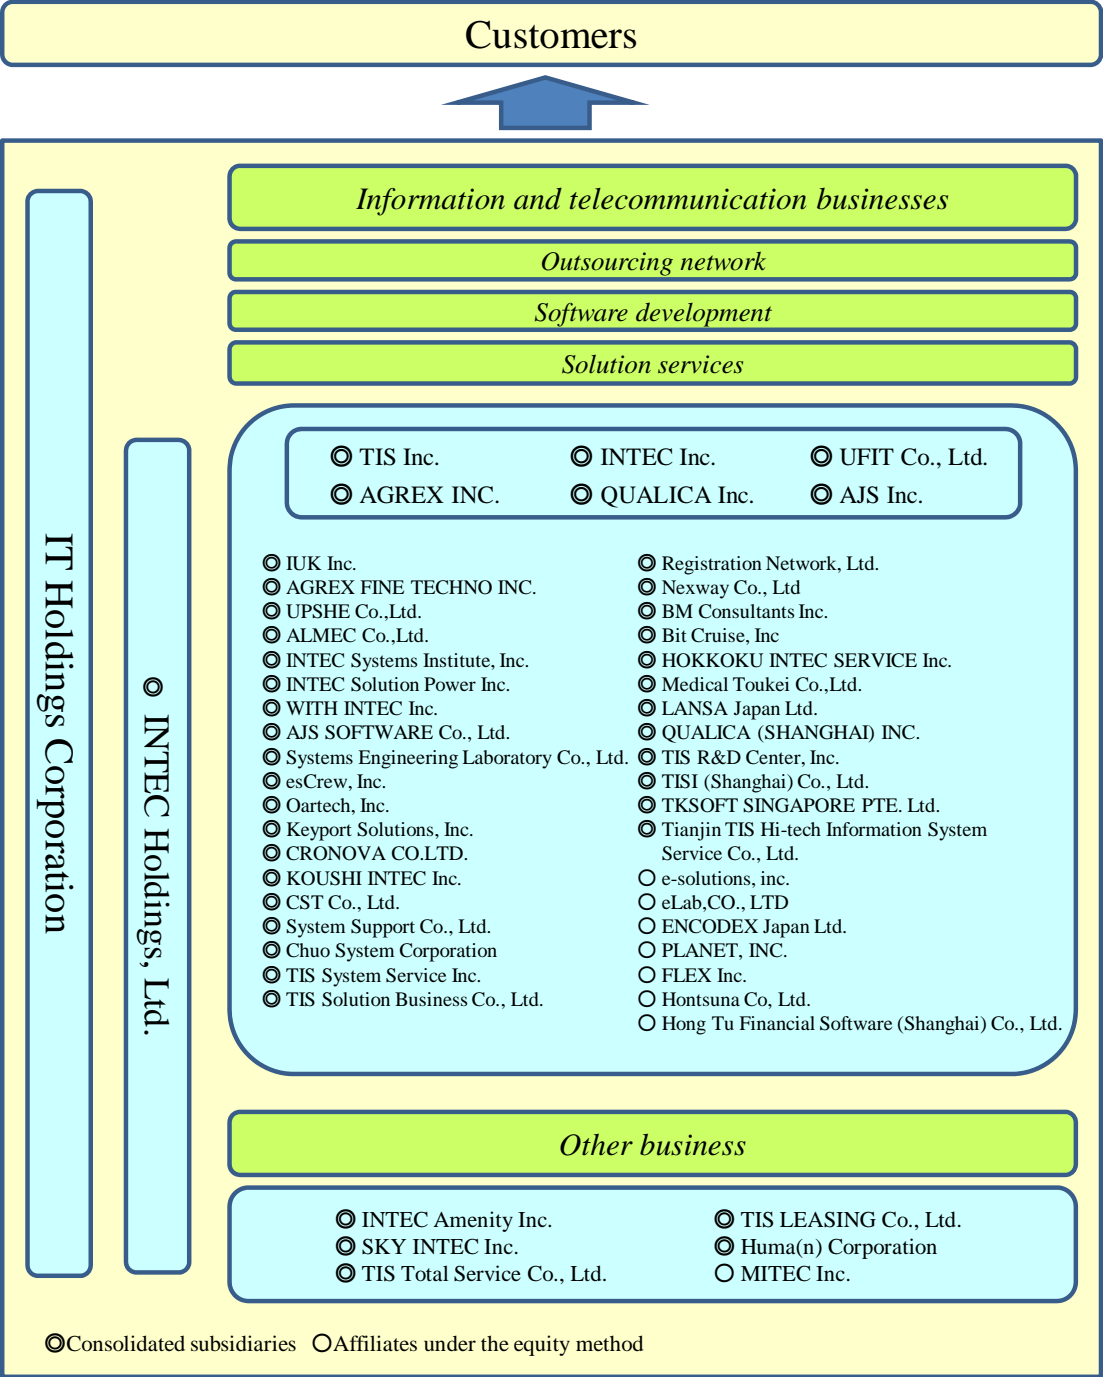 Customers
Information and telecommunication businesses
Outsourcing network
Software development
Solution services
IT Holdings Corporation
◎ INTEC Holdings, Ltd.
◎ TIS Inc. ◎ INTEC Inc. ◎ UFIT Co., Ltd.
◎ AGREX INC. ◎ QUALICA Inc. ◎ AJS Inc.
◎ IUK Inc.
◎ AGREX FINE TECHNO INC.
◎ UPSHE Co.,Ltd.
◎ ALMEC Co.,Ltd.
◎ INTEC Systems Institute, Inc.
◎ INTEC Solution Power Inc.
◎ WITH INTEC Inc.
◎ AJS SOFTWARE Co., Ltd.
◎ Systems Engineering Laboratory Co., Ltd.
◎ esCrew, Inc.
◎ Oartech, Inc.
◎ Keyport Solutions, Inc.
◎ CRONOVA CO.LTD.
◎ KOUSHI INTEC Inc.
◎ CST Co., Ltd.
◎ System Support Co., Ltd.
◎ Chuo System Corporation
◎ TIS System Service Inc.
◎ TIS Solution Business Co., Ltd.
◎ Registration Network, Ltd.
◎ Nexway Co., Ltd
◎ BM Consultants Inc.
◎ Bit Cruise, Inc
◎ HOKKOKU INTEC SERVICE Inc.
◎ Medical Toukei Co.,Ltd.
◎ LANSA Japan Ltd.
◎ QUALICA (SHANGHAI) INC.
◎ TIS R&D Center, Inc.
◎ TISI (Shanghai) Co., Ltd.
◎ TKSOFT SINGAPORE PTE. Ltd.
◎ Tianjin TIS Hi-tech Information System
Service Co., Ltd.
○ e-solutions, inc.
○ eLab,CO., LTD
○ ENCODEX Japan Ltd.
○ PLANET, INC.
○ FLEX Inc.
○ Hontsuna Co, Ltd.
○ Hong Tu Financial Software (Shanghai) Co., Ltd.
Other business
◎ INTEC Amenity Inc.
◎ SKY INTEC Inc.
◎ TIS Total Service Co., Ltd.
◎ TIS LEASING Co., Ltd.
◎ Huma(n) Corporation
○ MITEC Inc.
◎Consolidated subsidiaries ○Affiliates under the equity method